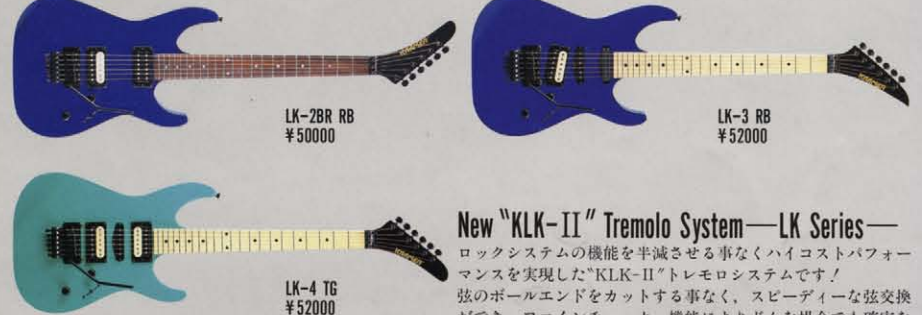 LK-2BR RB
¥50000
LK-3 RB
¥52000
LK-4 TG
¥52000
New "KLK-II" Tremolo System—LK Series—
ロックシステムの機能を半減させる事なくハイコストパフォー
マンスを実現した"KLK-II"トレモロシステムです!
弦のボールエンドをカットする事なく、スピーディーな弦交換